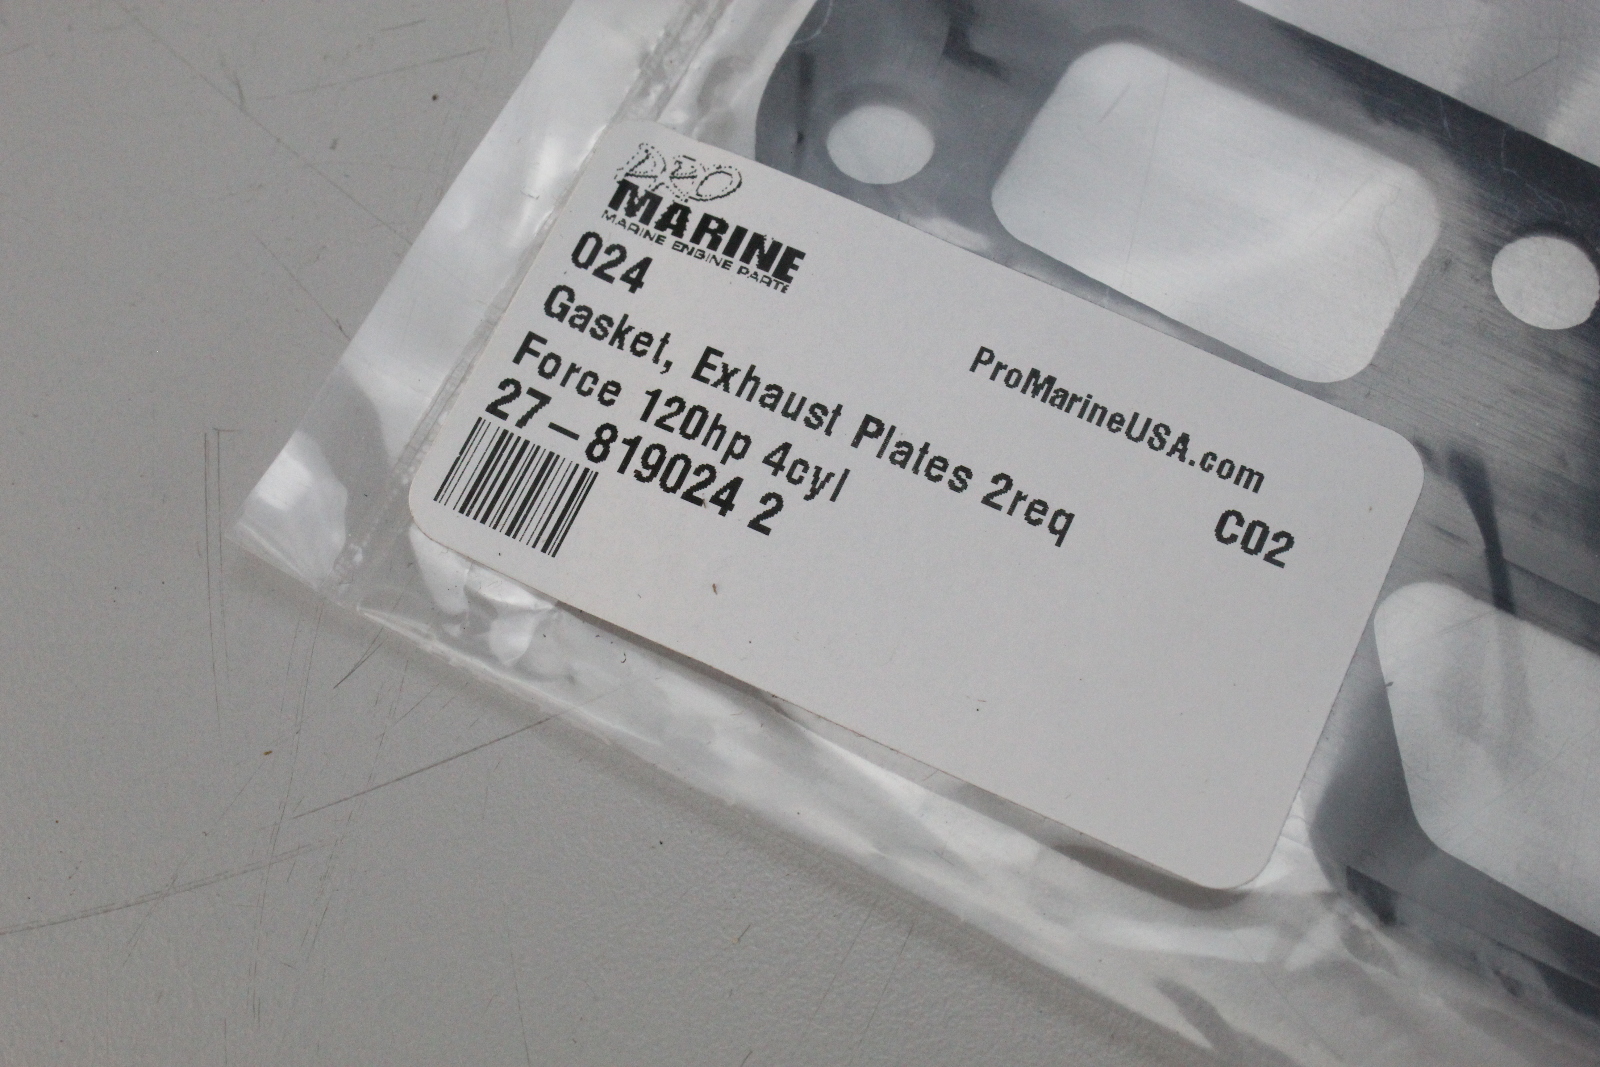 PRO
MARINE
MARINE ENGINE PARTS
024
ProMarineUSA.com
Gasket, Exhaust Plates 2req
C02
Force 120hp 4cyl
27-819024 2